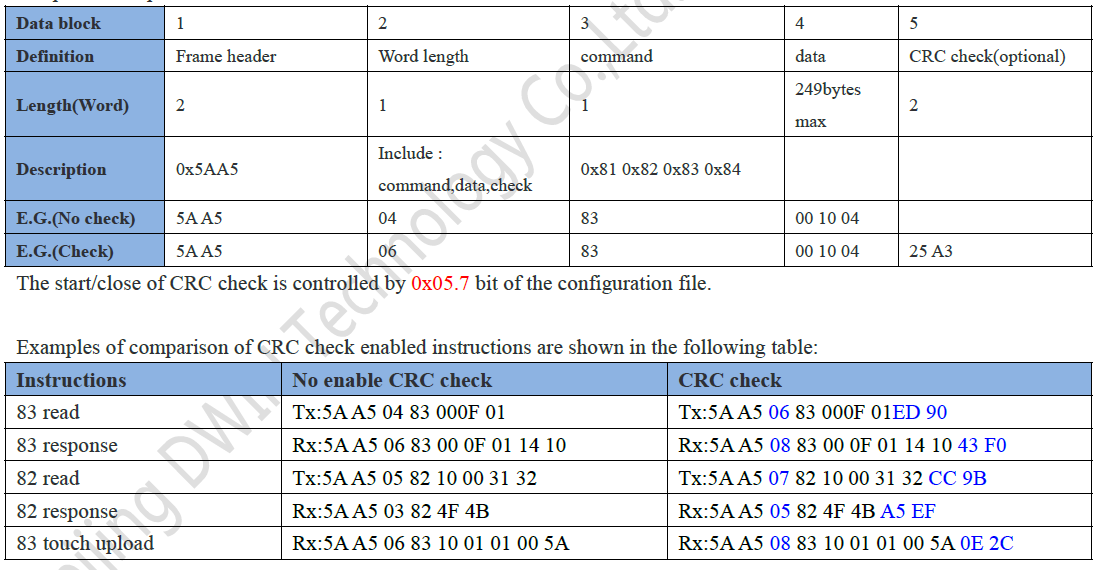 Data block 1 2 3 4 5
Definition Frame header Word length command data CRC check(optional)
Length(Word) 2 1 1 249bytes max 2
Description 0x5AA5 Include : command,data,check 0x81 0x82 0x83 0x84
E.G.(No check) 5A A5 04 83 00 10 04
E.G.(Check) 5A A5 06 83 00 10 04 25 A3
The start/close of CRC check is controlled by 0x05.7 bit of the configuration file.
Examples of comparison of CRC check enabled instructions are shown in the following table:
Instructions No enable CRC check CRC check
83 read Tx:5A A5 04 83 000F 01 Tx:5A A5 06 83 000F 01ED 90
83 response Rx:5A A5 06 83 00 0F 01 14 10 Rx:5A A5 08 83 00 0F 01 14 10 43 F0
82 read Tx:5A A5 05 82 10 00 31 32 Tx:5A A5 07 82 10 00 31 32 CC 9B
82 response Rx:5A A5 03 82 4F 4B Rx:5A A5 05 82 4F 4B A5 EF
83 touch upload Rx:5A A5 06 83 10 01 01 00 5A Rx:5A A5 08 83 10 01 01 00 5A 0E 2C
DWIN Technology Co.,Ltd